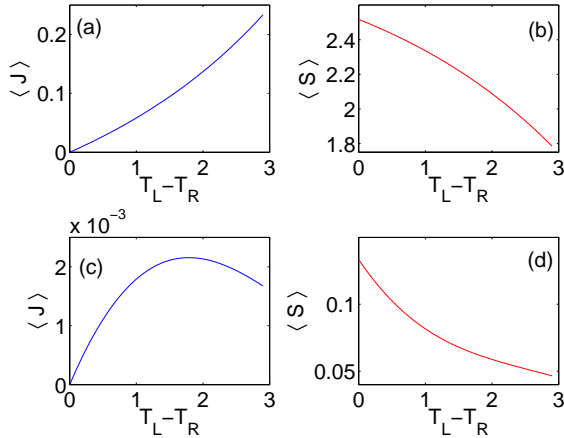 (a)
0.2
0.1
0
⟨ J ⟩
0 1 2 3
T_L−T_R
(b)
2.4
2.2
2
1.8
⟨ S ⟩
0 1 2 3
T_L−T_R
x 10^−3
(c)
2
1
0
⟨ J ⟩
0 1 2 3
T_L−T_R
(d)
0.1
0.05
⟨ S ⟩
0 1 2 3
T_L−T_R